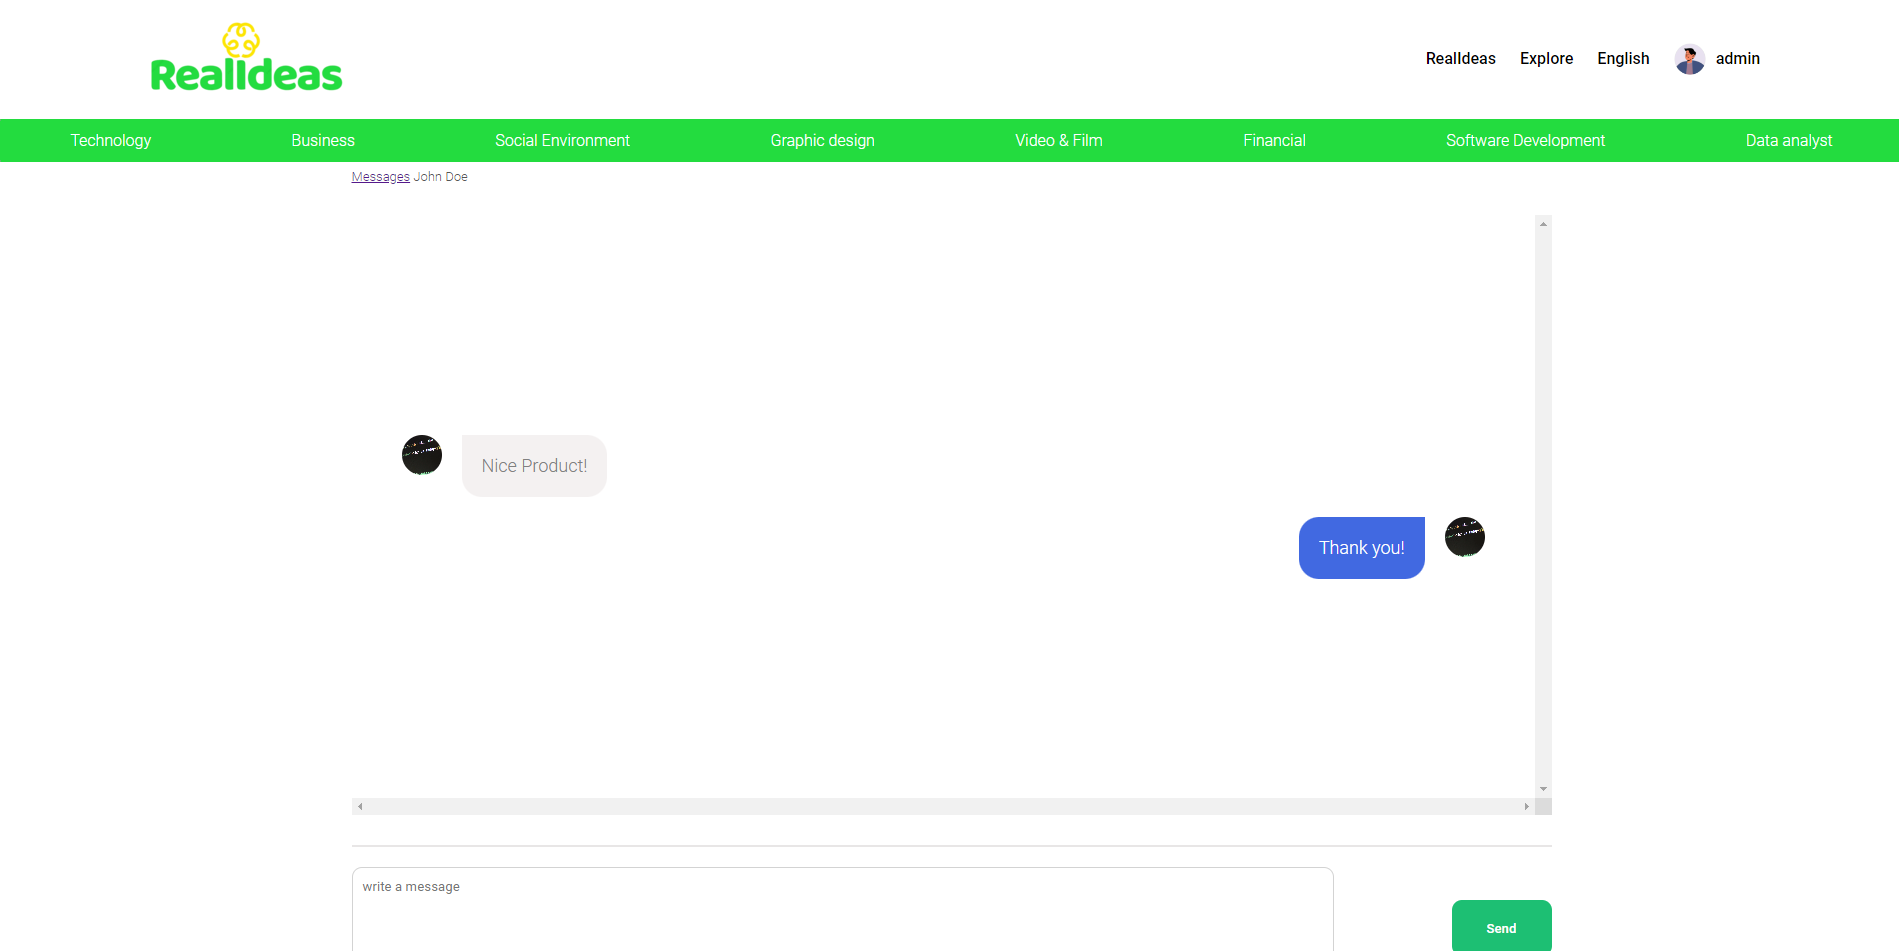 RealIdeas
RealIdeas Explore English admin
Technology Business Social Environment Graphic design Video & Film Financial Software Development Data analyst
Messages John Doe
Nice Product!
Thank you!
write a message
Send